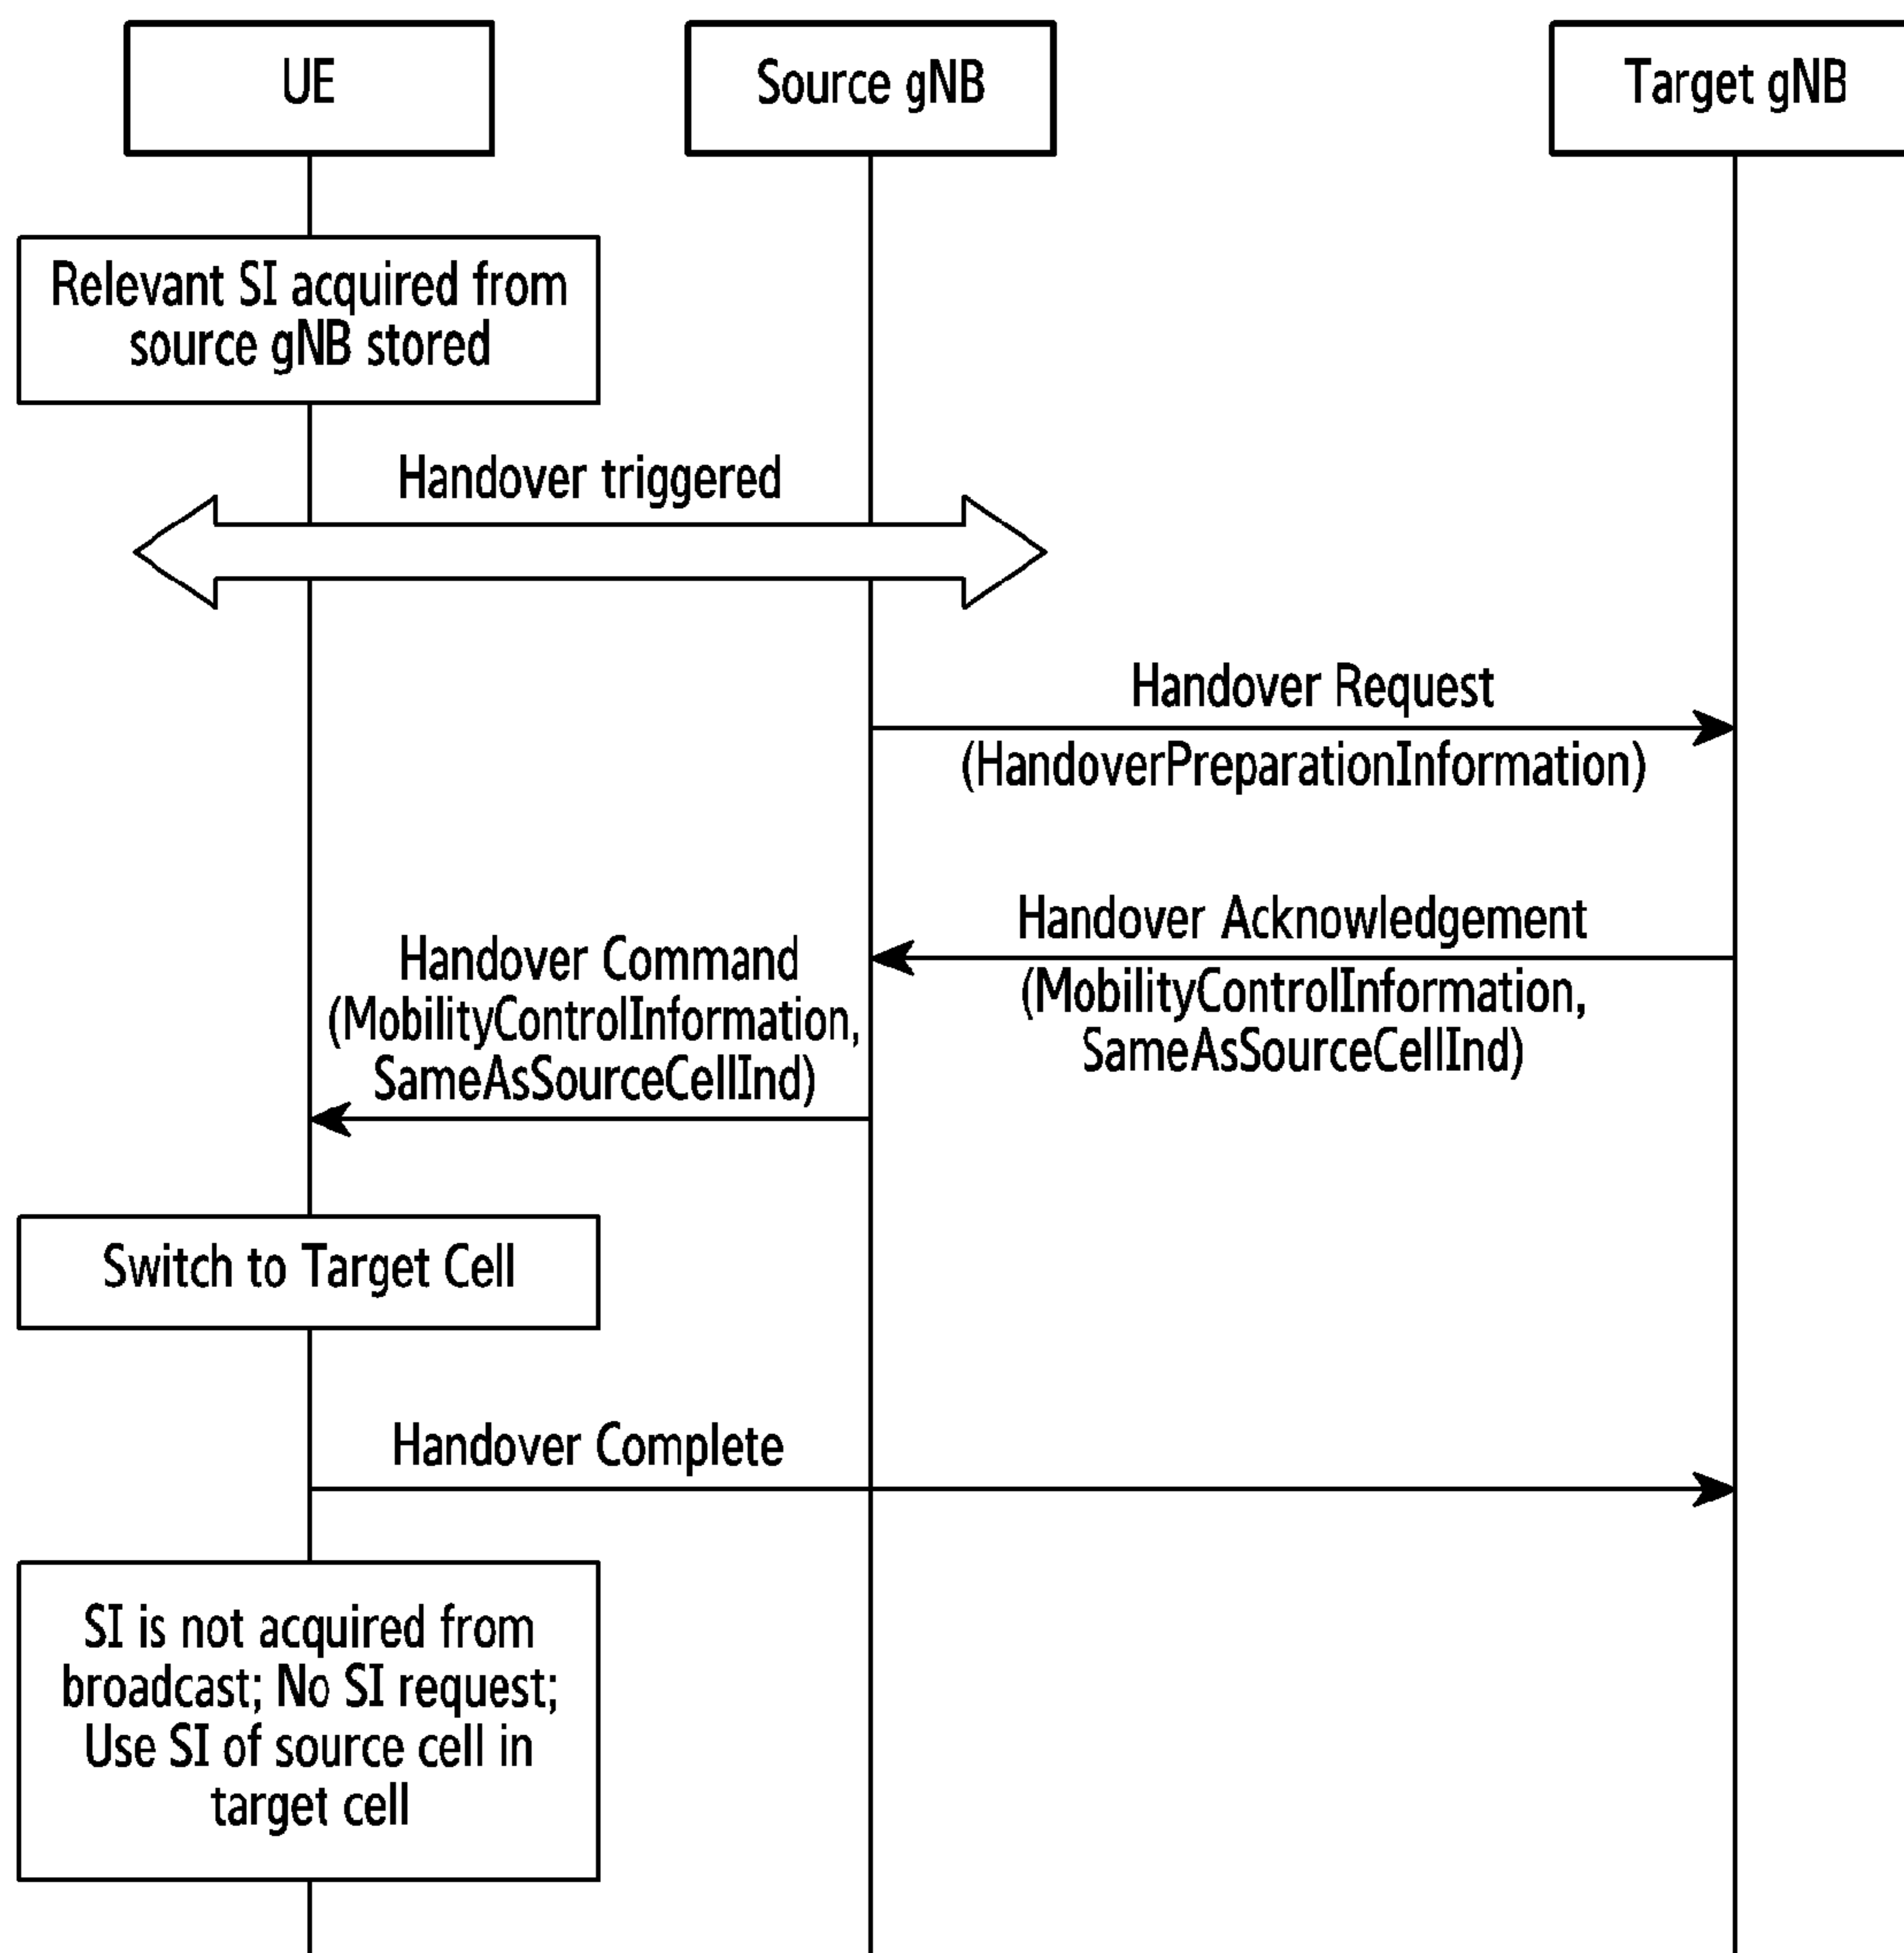 UE
Source gNB
Target gNB
Relevant SI acquired from
source gNB stored
Handover triggered
Handover Request
(HandoverPreparationInformation)
Handover Acknowledgement
(MobilityControlInformation,
SameAsSourceCellInd)
Handover Command
(MobilityControlInformation,
SameAsSourceCellInd)
Switch to Target Cell
Handover Complete
SI is not acquired from
broadcast; No SI request;
Use SI of source cell in
target cell